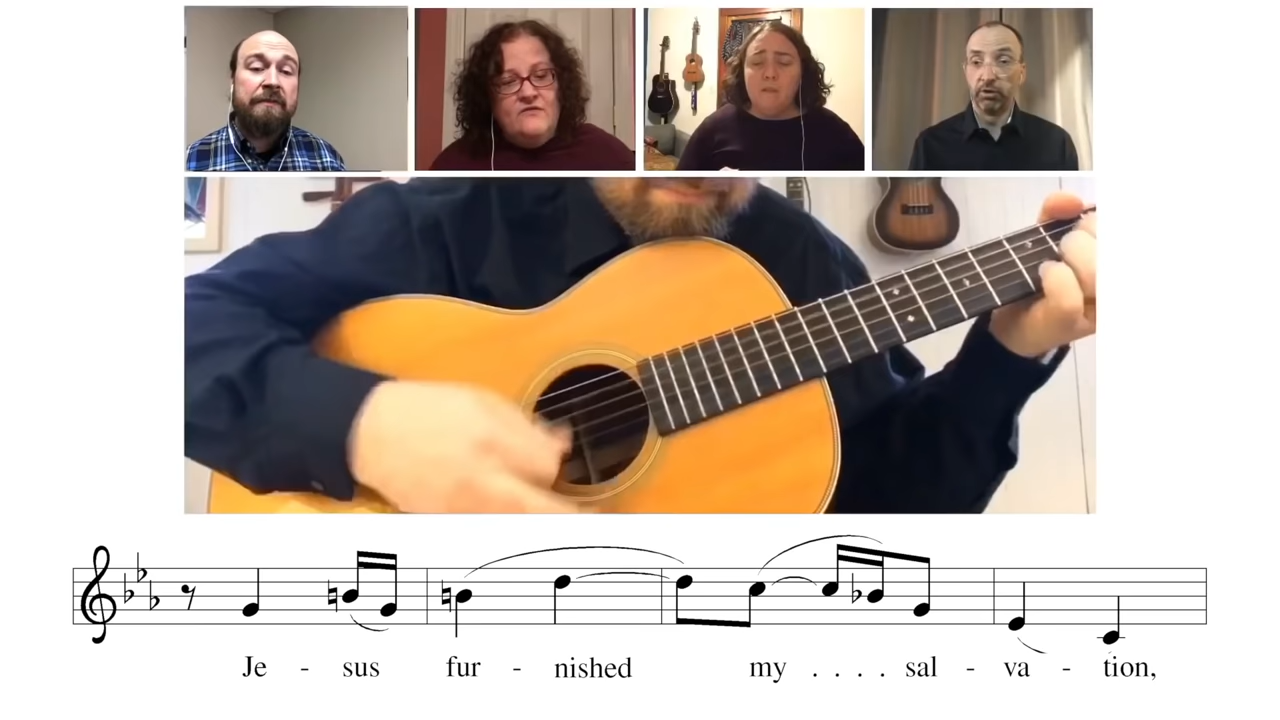 Je - sus fur - nished my . . . . sal - va - tion,